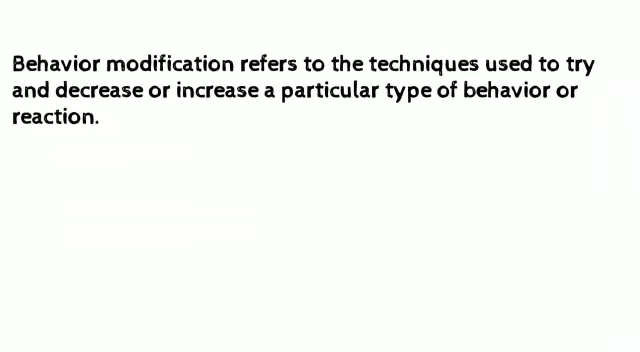 Behavior modification refers to the techniques used to try
and decrease or increase a particular type of behavior or
reaction.